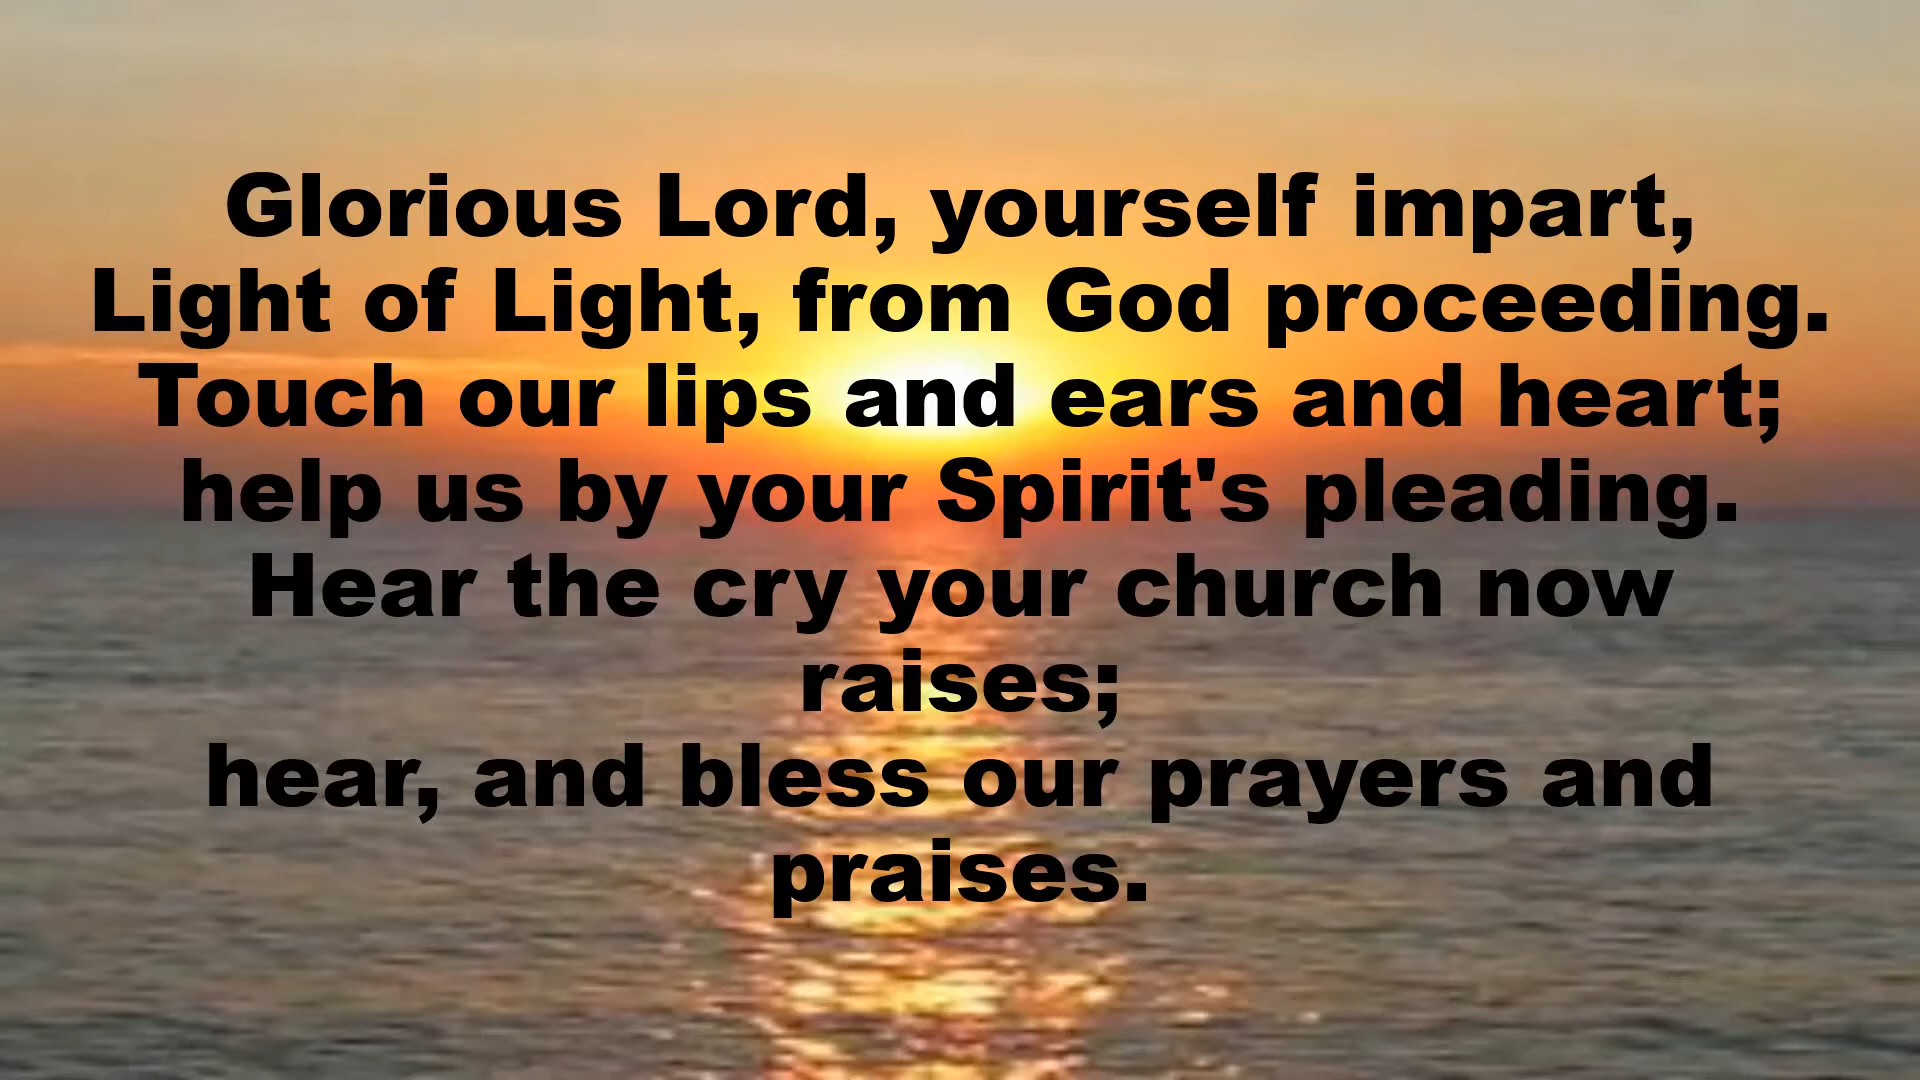 Glorious Lord, yourself impart,
Light of Light, from God proceeding.
Touch our lips and ears and heart;
help us by your Spirit's pleading.
Hear the cry your church now
raises;
hear, and bless our prayers and
praises.